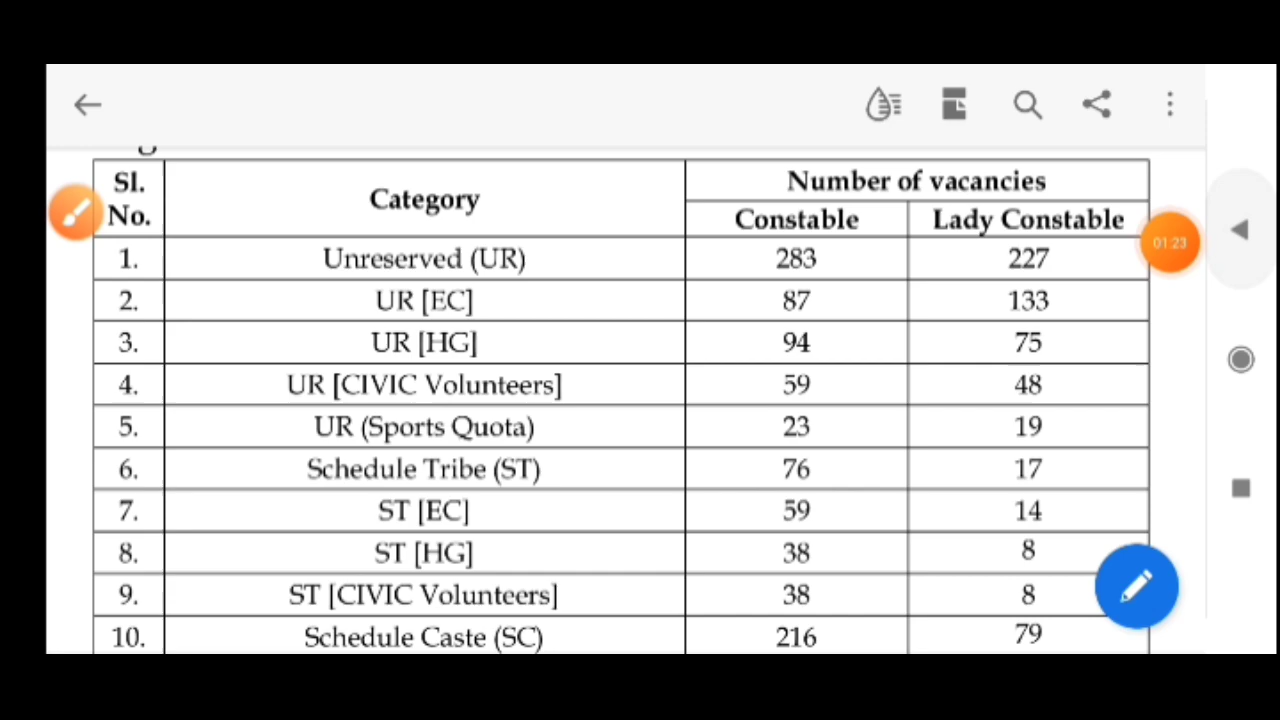 Sl. No. Category Number of vacancies
Constable Lady Constable
1. Unreserved (UR) 283 227
2. UR [EC] 87 133
3. UR [HG] 94 75
4. UR [CIVIC Volunteers] 59 48
5. UR (Sports Quota) 23 19
6. Schedule Tribe (ST) 76 17
7. ST [EC] 59 14
8. ST [HG] 38 8
9. ST [CIVIC Volunteers] 38 8
10. Schedule Caste (SC) 216 79
01:23